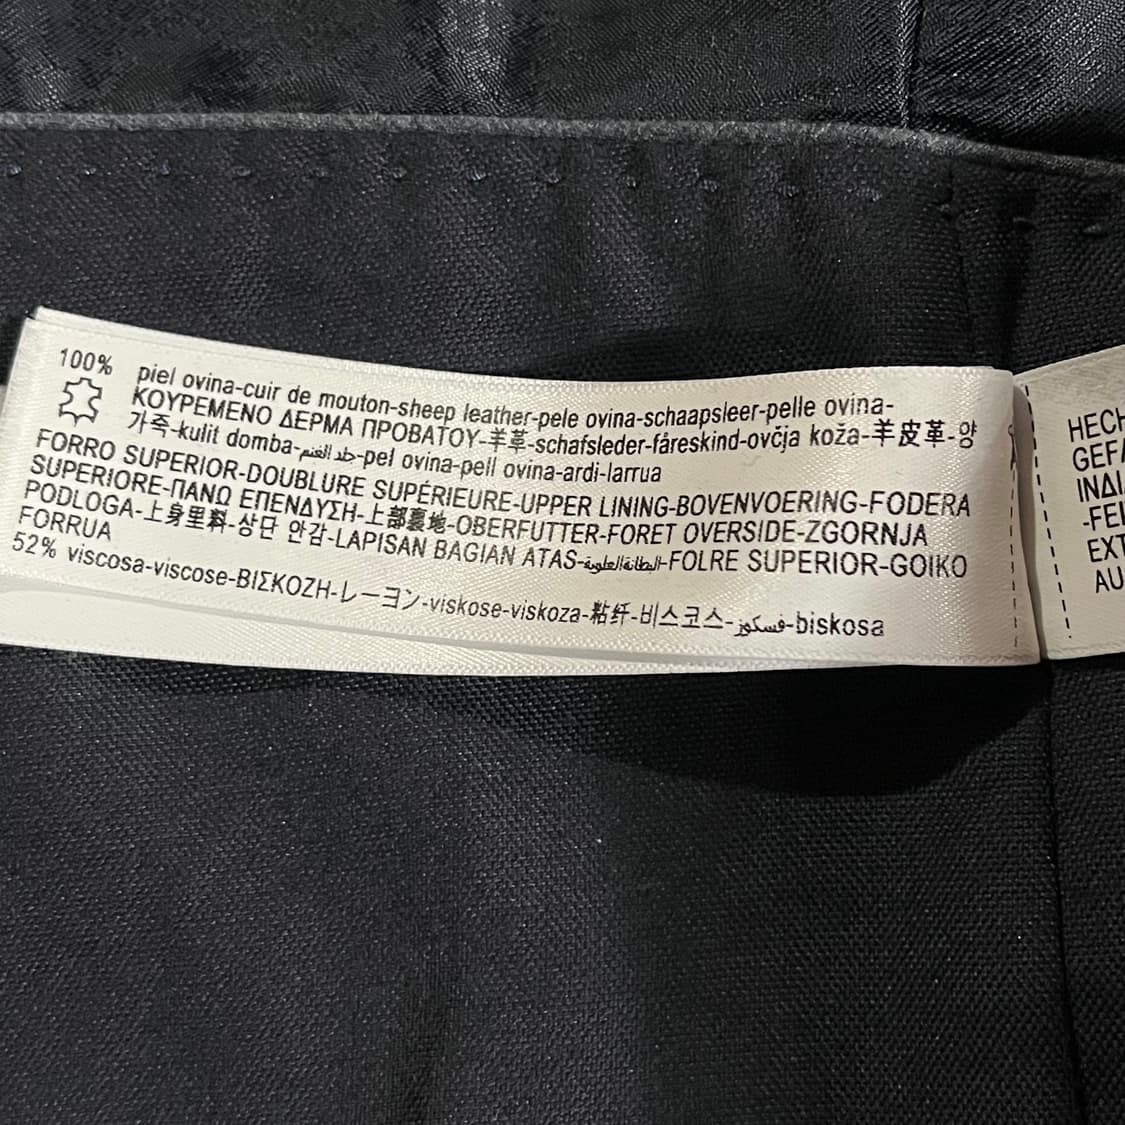 100% piel ovina-cuir de mouton-sheep leather-pele ovina-schaapsleer-pelle ovina-
ΚΟΥΡΕΜΕΝΟ ΔΕΡΜΑ ΠΡΟΒΑΤΟΥ-羊革-schafsleder-fåreskind-ovčja koža-羊皮革-양
가죽-kulit domba-جلد الغنم-pel ovina-pell ovina-ardi-larrua
FORRO SUPERIOR-DOUBLURE SUPÉRIEURE-UPPER LINING-BOVENVOERING-FODERA
SUPERIORE-ΠΑΝΩ ΕΠΕΝΔΥΣΗ-上部裏地-OBERFUTTER-FORET OVERSIDE-ZGORNJA
PODLOGA-上身里料-상단 안감-LAPISAN BAGIAN ATAS-البطانة العلوية-FOLRE SUPERIOR-GOIKO
FORRUA
52% viscosa-viscose-ΒΙΣΚΟΖΗ-レーヨン-viskose-viskoza-粘纤-비스코스-فسكوز-biskosa
HECH
GEFA
INΔI
-FEI
EXT
AUS